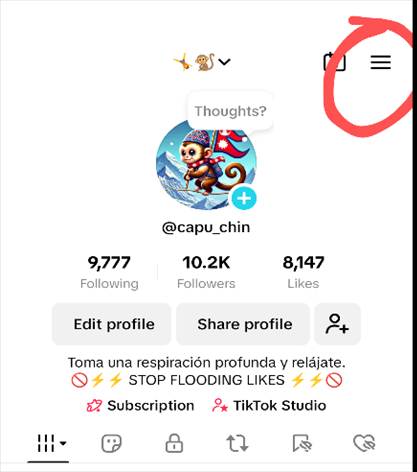 🤸🐒
Thoughts?
@capu_chin
9,777 10.2K 8,147
Following Followers Likes
Edit profile Share profile
Toma una respiración profunda y relájate.
🚫⚡⚡ STOP FLOODING LIKES ⚡⚡🚫
Subscription TikTok Studio